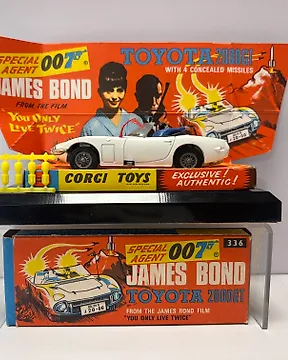 SPECIAL
AGENT 007
JAMES BOND
FROM THE FILM
"YOU ONLY
LIVE TWICE"
TOYOTA 2000GT
WITH 4 CONCEALED MISSILES
CORGI TOYS
EXCLUSIVE!
AUTHENTIC!
SPECIAL
AGENT 007
336
JAMES BOND
TOYOTA 2000GT
FROM THE JAMES BOND FILM
"YOU ONLY LIVE TWICE"